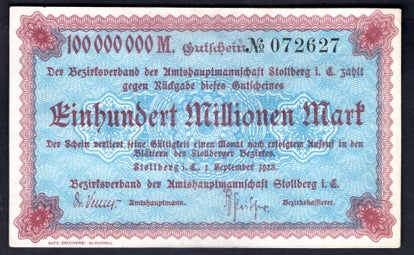 100 000 000 M. Gutschein № 072627
Der Bezirksverband der Amtshauptmannschaft Stollberg i. E. zahlt
gegen Rückgabe dieses Gutscheines
Einhundert Millionen Mark
Der Schein verliert seine Gültigkeit einen Monat nach erfolgtem Aufruf in den
Blättern des Stollberger Bezirkes.
Stollberg i. E., 1. September 1923.
Bezirksverband der Amtshauptmannschaft Stollberg i. E.
Amtshauptmann. Bezirkskassierer.